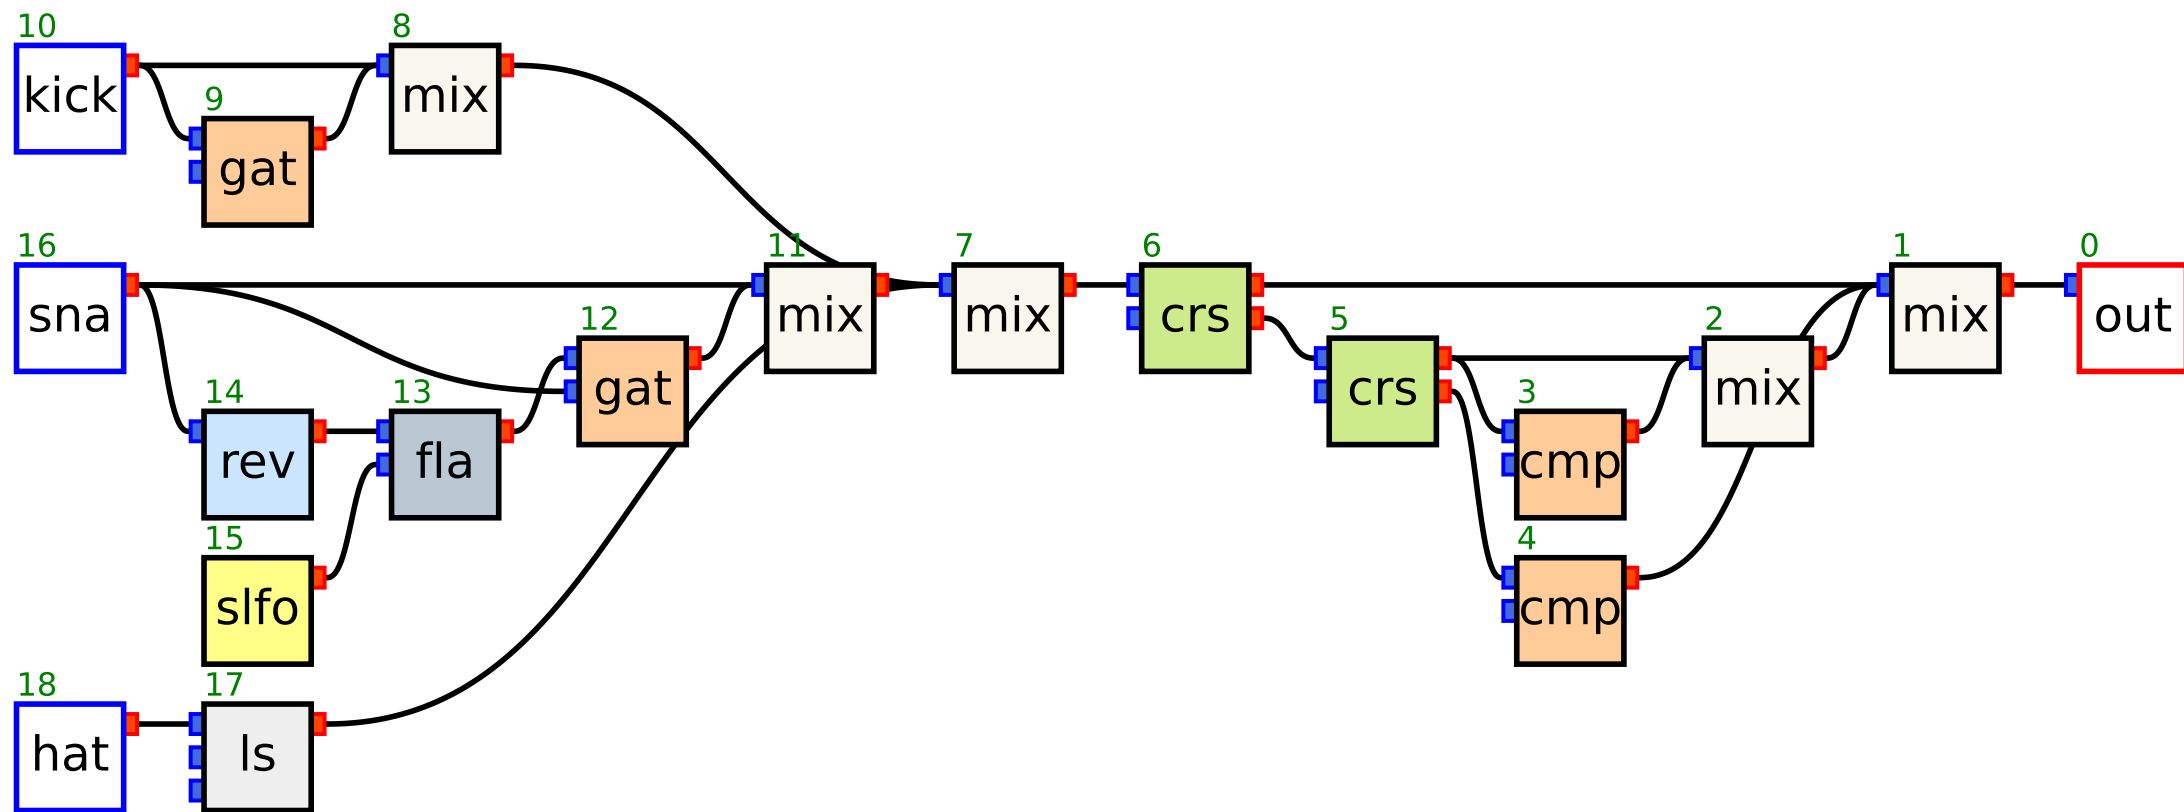 10
kick
9
gat
8
mix
16
sna
14
rev
15
slfo
13
fla
12
gat
11
mix
18
hat
17
ls
7
mix
6
crs
5
crs
3
cmp
4
cmp
2
mix
1
mix
0
out